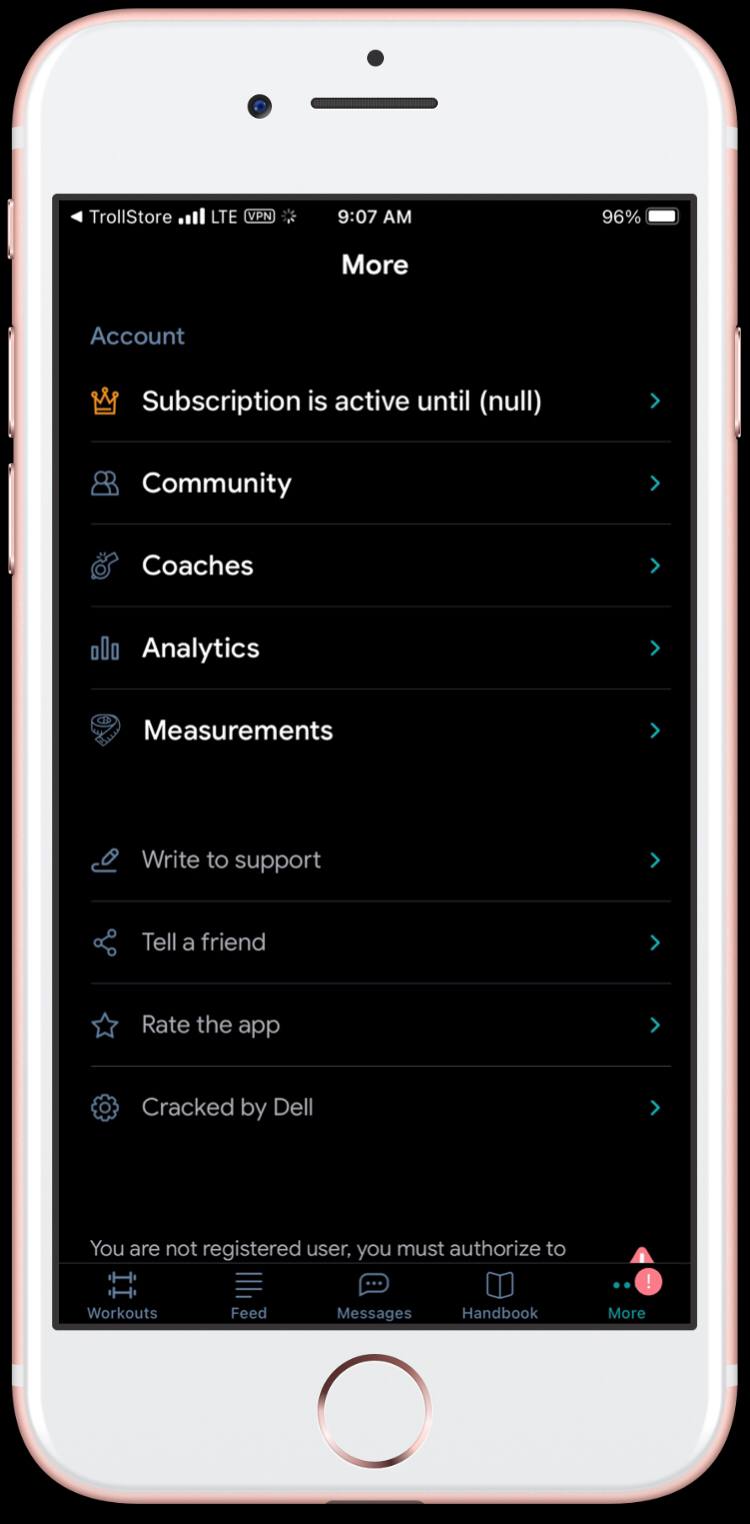 TrollStore LTE VPN 9:07 AM 96%
More
Account
Subscription is active until (null)
Community
Coaches
Analytics
Measurements
Write to support
Tell a friend
Rate the app
Cracked by Dell
You are not registered user, you must authorize to
!
Workouts Feed Messages Handbook More